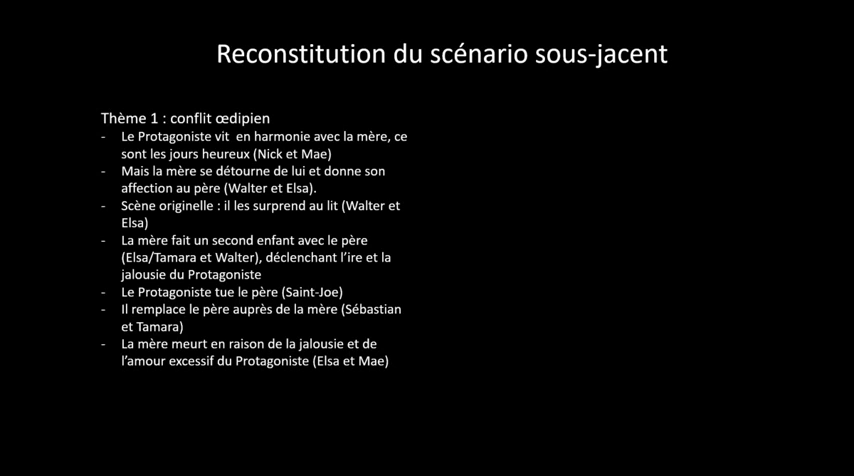 Reconstitution du scénario sous-jacent
Thème 1 : conflit œdipien
- Le Protagoniste vit en harmonie avec la mère, ce
sont les jours heureux (Nick et Mae)
- Mais la mère se détourne de lui et donne son
affection au père (Walter et Elsa).
- Scène originelle : il les surprend au lit (Walter et
Elsa)
- La mère fait un second enfant avec le père
(Elsa/Tamara et Walter), déclenchant l’ire et la
jalousie du Protagoniste
- Le Protagoniste tue le père (Saint-Joe)
- Il remplace le père auprès de la mère (Sébastian
et Tamara)
- La mère meurt en raison de la jalousie et de
l’amour excessif du Protagoniste (Elsa et Mae)